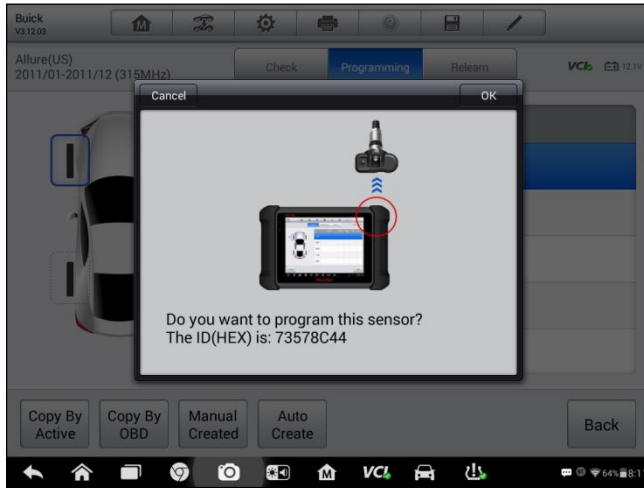 Buick
V3.12.03
Allure(US)
2011/01-2011/12 (315MHz)
Check
Programming
Relearn
VCI
12.1V
Cancel
OK
Do you want to program this sensor?
The ID(HEX) is: 73578C44
Copy By
Active
Copy By
OBD
Manual
Created
Auto
Create
Back
VCI
64%